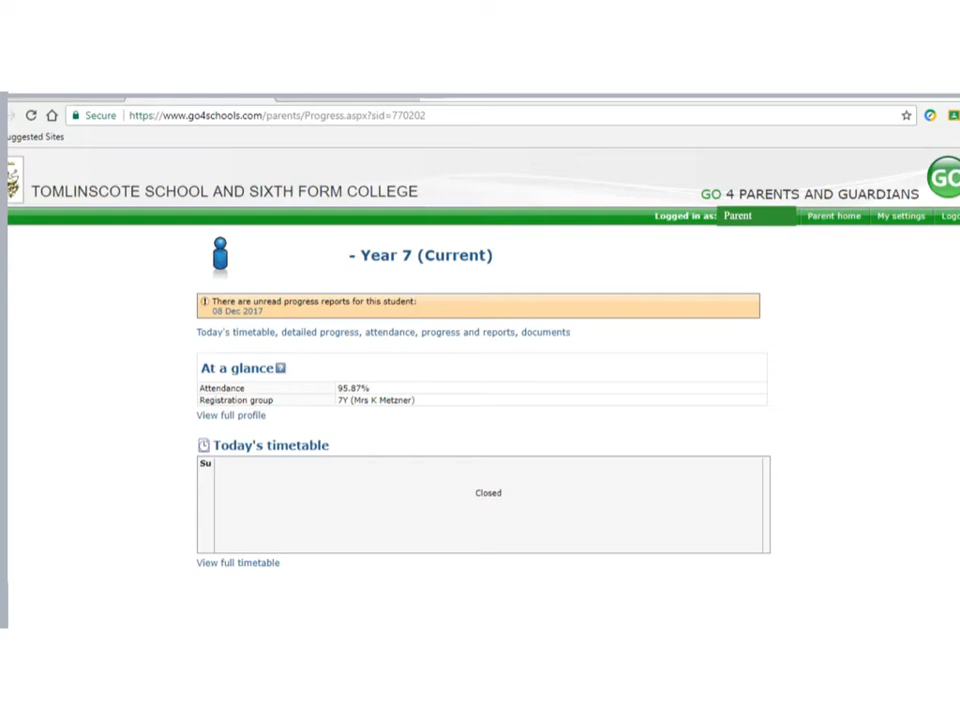 Secure https://www.go4schools.com/parents/Progress.aspx?sid=770202
uggested Sites
TOMLINSCOTE SCHOOL AND SIXTH FORM COLLEGE
GO 4 PARENTS AND GUARDIANS
GO
Logged in as: Parent Parent home My settings Logo
- Year 7 (Current)
There are unread progress reports for this student:
08 Dec 2017
Today's timetable, detailed progress, attendance, progress and reports, documents
At a glance
Attendance 95.87%
Registration group 7Y (Mrs K Metzner)
View full profile
Today's timetable
Su
Closed
View full timetable